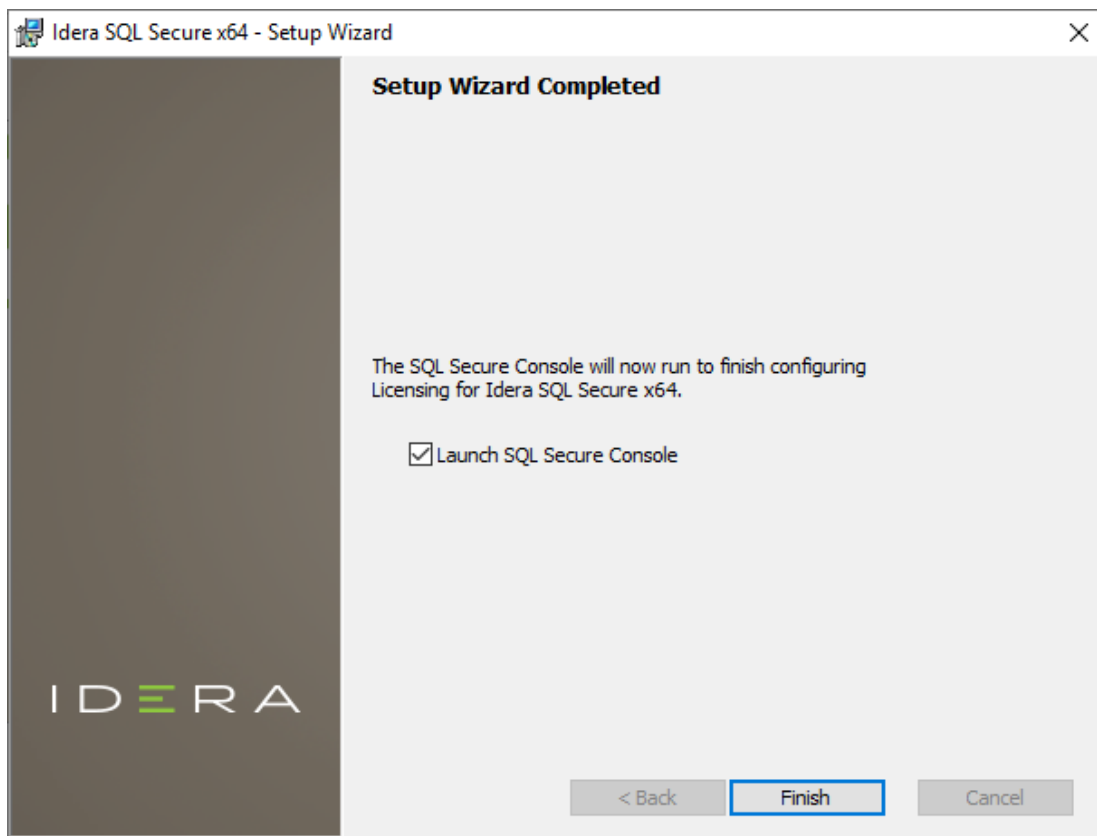 Idera SQL Secure x64 - Setup Wizard
Setup Wizard Completed
The SQL Secure Console will now run to finish configuring
Licensing for Idera SQL Secure x64.
Launch SQL Secure Console
IDERA
< Back
Finish
Cancel